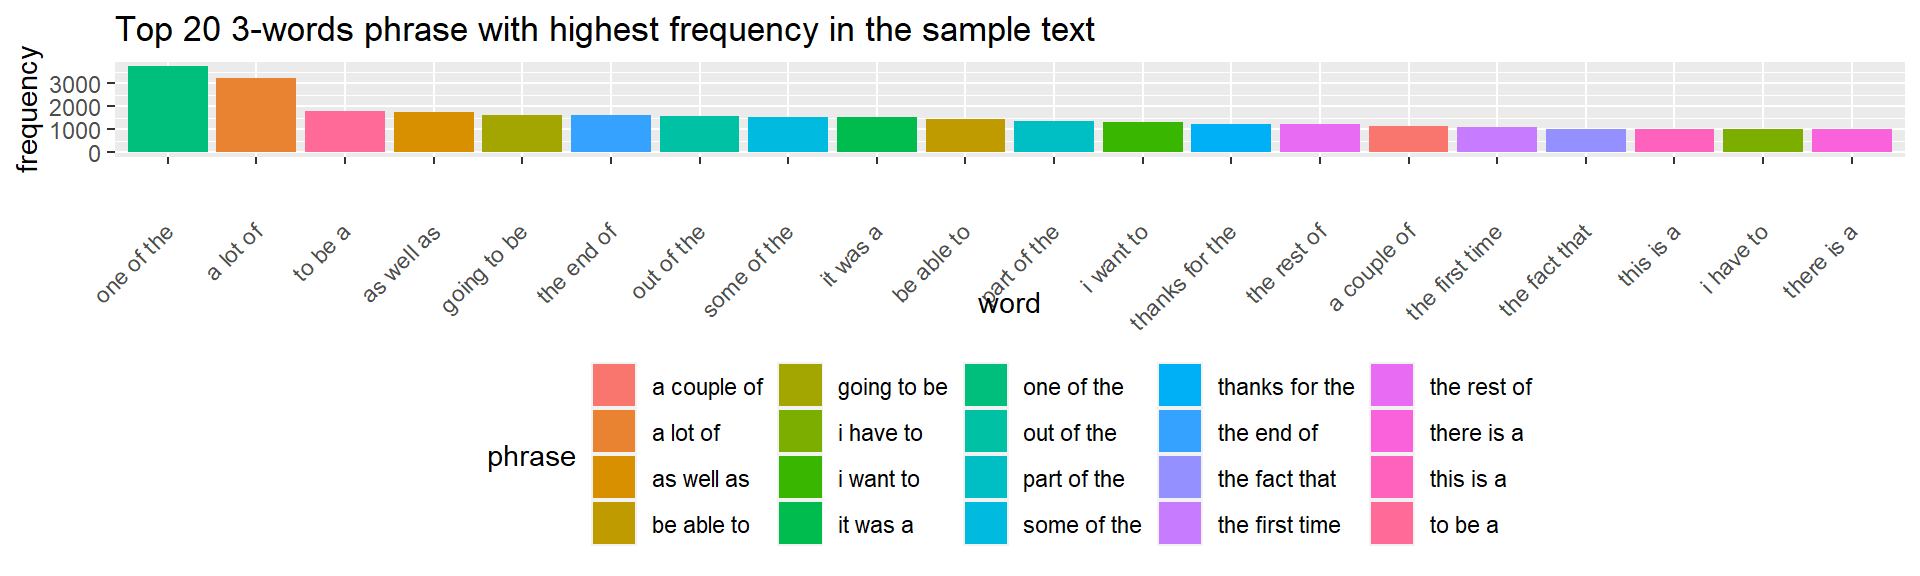 Top 20 3-words phrase with highest frequency in the sample text
frequency
3000
2000
1000
0
one of the
a lot of
to be a
as well as
going to be
the end of
out of the
some of the
it was a
be able to
part of the
i want to
thanks for the
the rest of
a couple of
the first time
the fact that
this is a
i have to
there is a
word
phrase
a couple of
a lot of
as well as
be able to
going to be
i have to
i want to
it was a
one of the
out of the
part of the
some of the
thanks for the
the end of
the fact that
the first time
the rest of
there is a
this is a
to be a